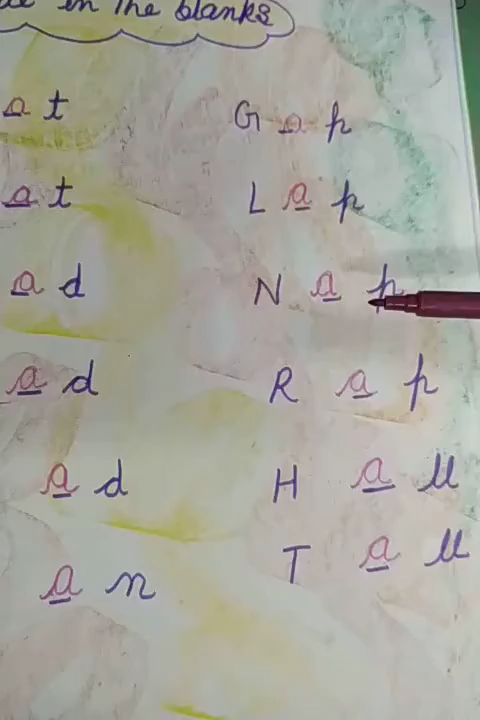 in the blanks
a t G a p
a t L a p
a d N a p
a d R a p
a d H a ll
a n T a ll